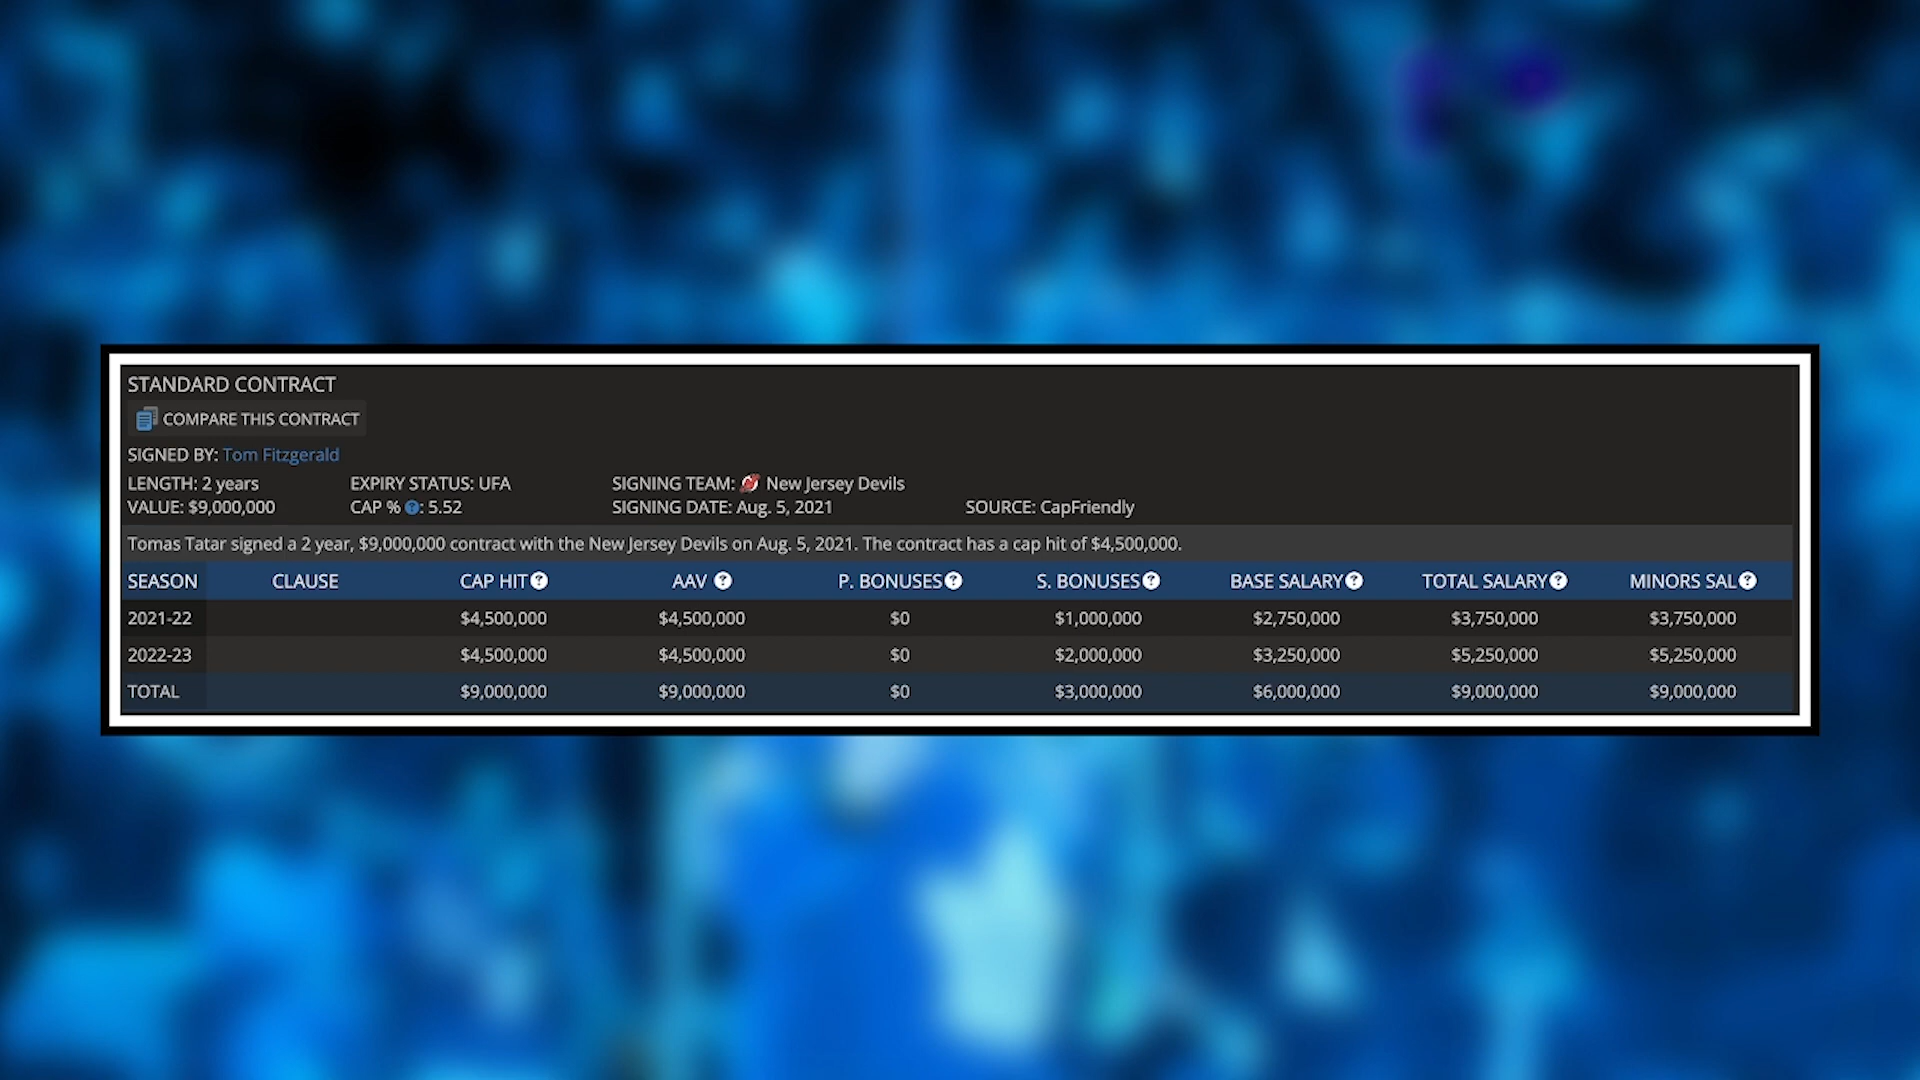 STANDARD CONTRACT
COMPARE THIS CONTRACT
SIGNED BY: Tom Fitzgerald
LENGTH: 2 years EXPIRY STATUS: UFA SIGNING TEAM: New Jersey Devils
VALUE: $9,000,000 CAP % ?: 5.52 SIGNING DATE: Aug. 5, 2021 SOURCE: CapFriendly
Tomas Tatar signed a 2 year, $9,000,000 contract with the New Jersey Devils on Aug. 5, 2021. The contract has a cap hit of $4,500,000.
SEASON CLAUSE CAP HIT ? AAV ? P. BONUSES ? S. BONUSES ? BASE SALARY ? TOTAL SALARY ? MINORS SAL ?
2021-22 $4,500,000 $4,500,000 $0 $1,000,000 $2,750,000 $3,750,000 $3,750,000
2022-23 $4,500,000 $4,500,000 $0 $2,000,000 $3,250,000 $5,250,000 $5,250,000
TOTAL $9,000,000 $9,000,000 $0 $3,000,000 $6,000,000 $9,000,000 $9,000,000